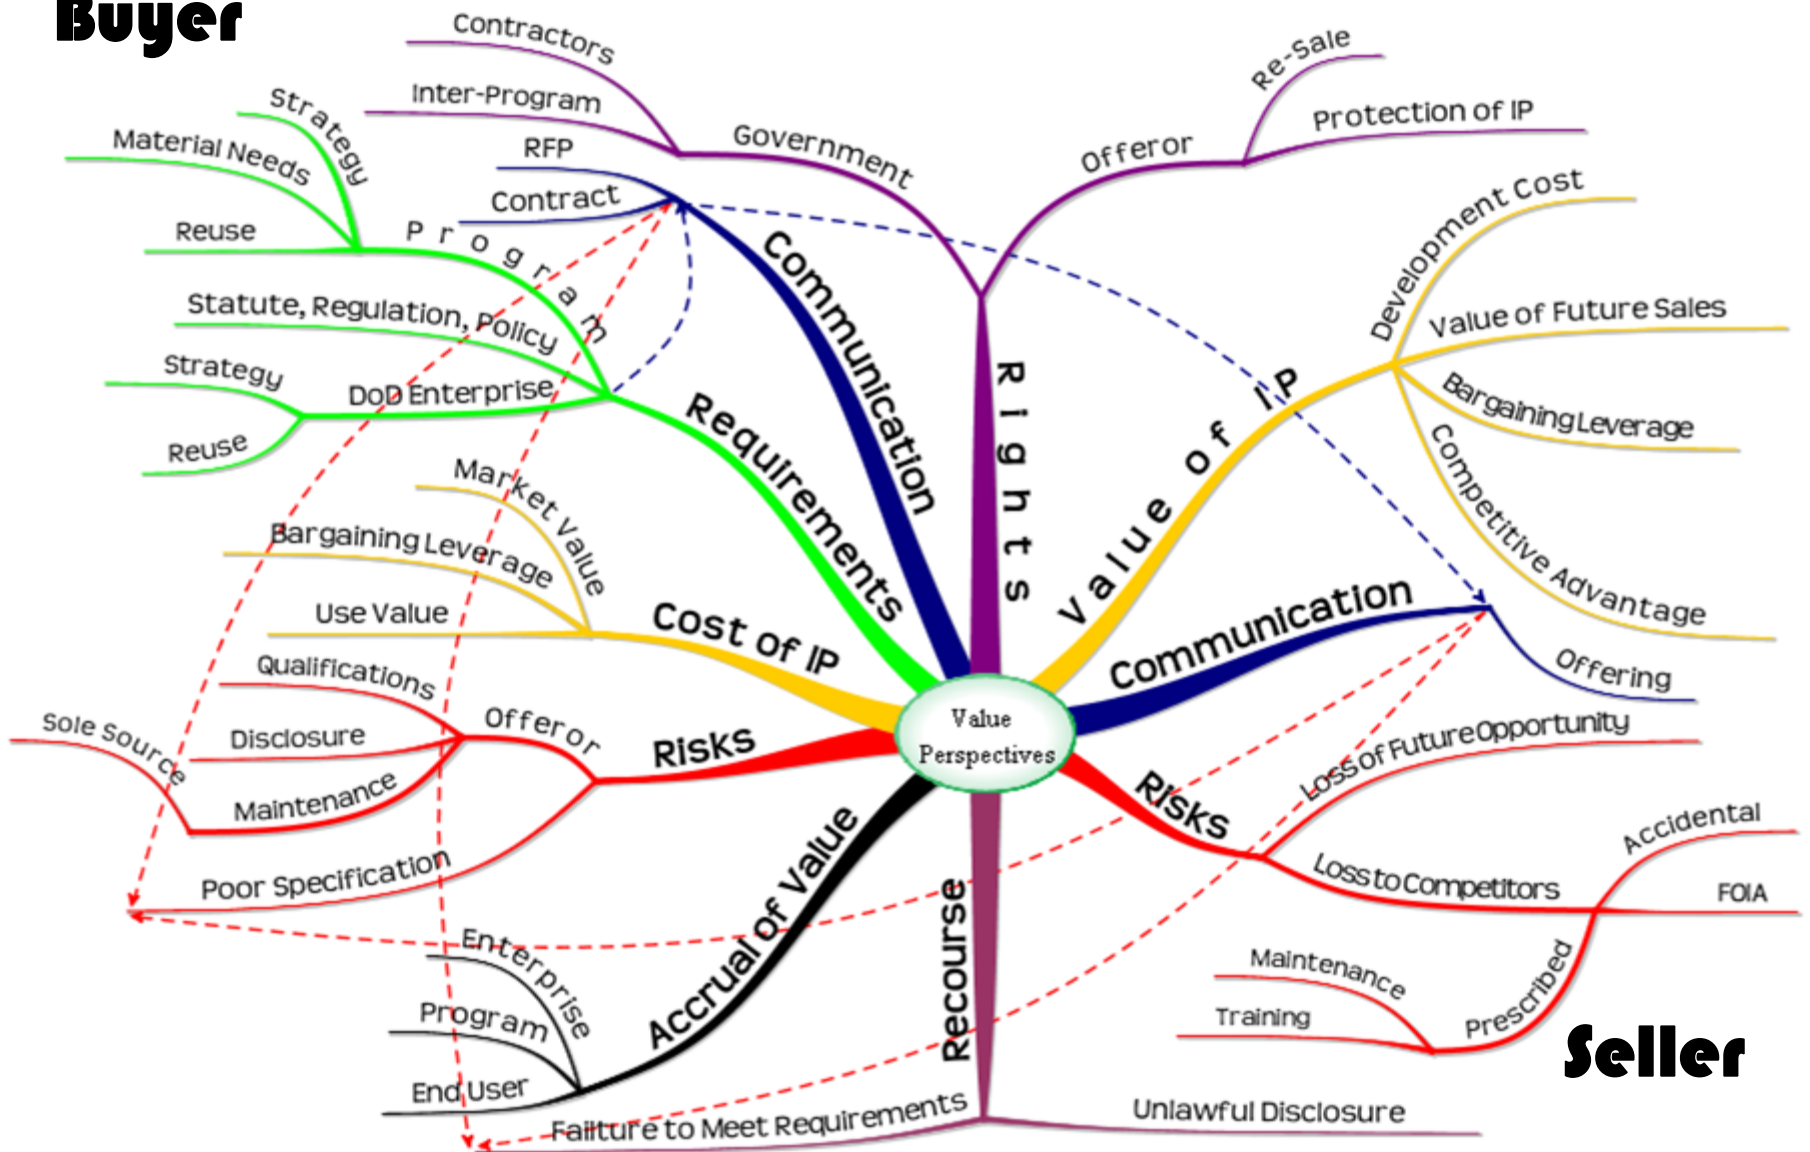 Buyer
Contractors
Inter-Program
Government
RFP
Contract
Communication
Strategy
Material Needs
Reuse
Program
Statute, Regulation, Policy
Strategy
DoD Enterprise
Reuse
Requirements
Market Value
Bargaining Leverage
Use Value
Cost of IP
Qualifications
Disclosure
Sole Source
Maintenance
Offeror
Poor Specification
Risks
Enterprise
Program
End User
Accrual of Value
Value
Perspectives
Rights
Offeror
Re-Sale
Protection of IP
Value of IP
Development Cost
Value of Future Sales
Bargaining Leverage
Competitive Advantage
Communication
Offering
Risks
Loss of Future Opportunity
Loss to Competitors
Accidental
FOIA
Prescribed
Maintenance
Training
Seller
Recourse
Failture to Meet Requirements
Unlawful Disclosure